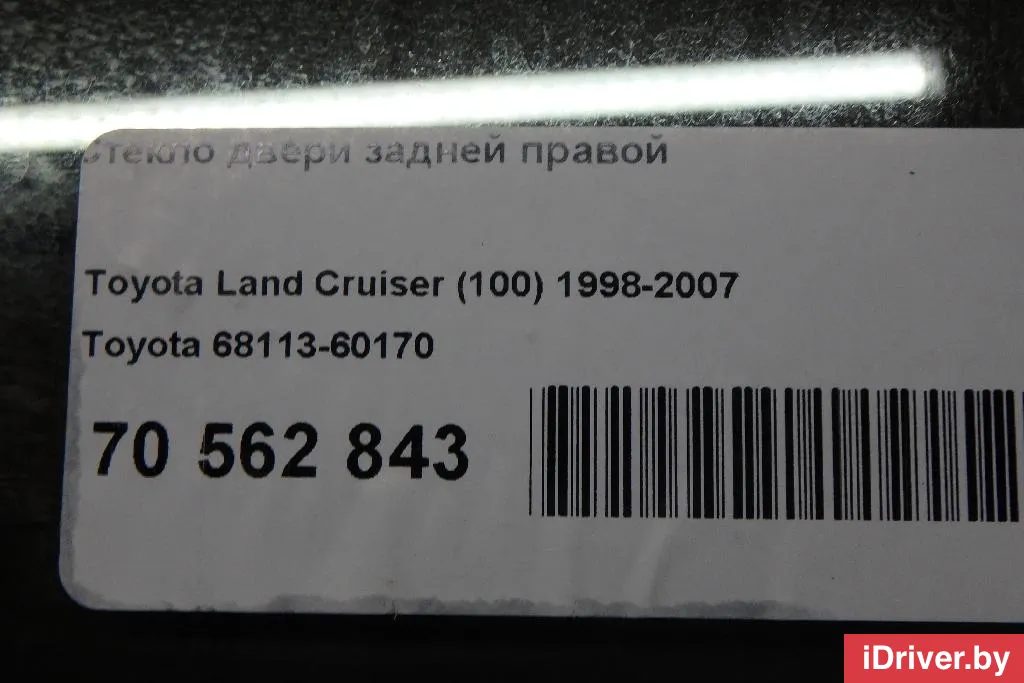 Стекло двери задней правой
Toyota Land Cruiser (100) 1998-2007
Toyota 68113-60170
70 562 843
iDriver.by